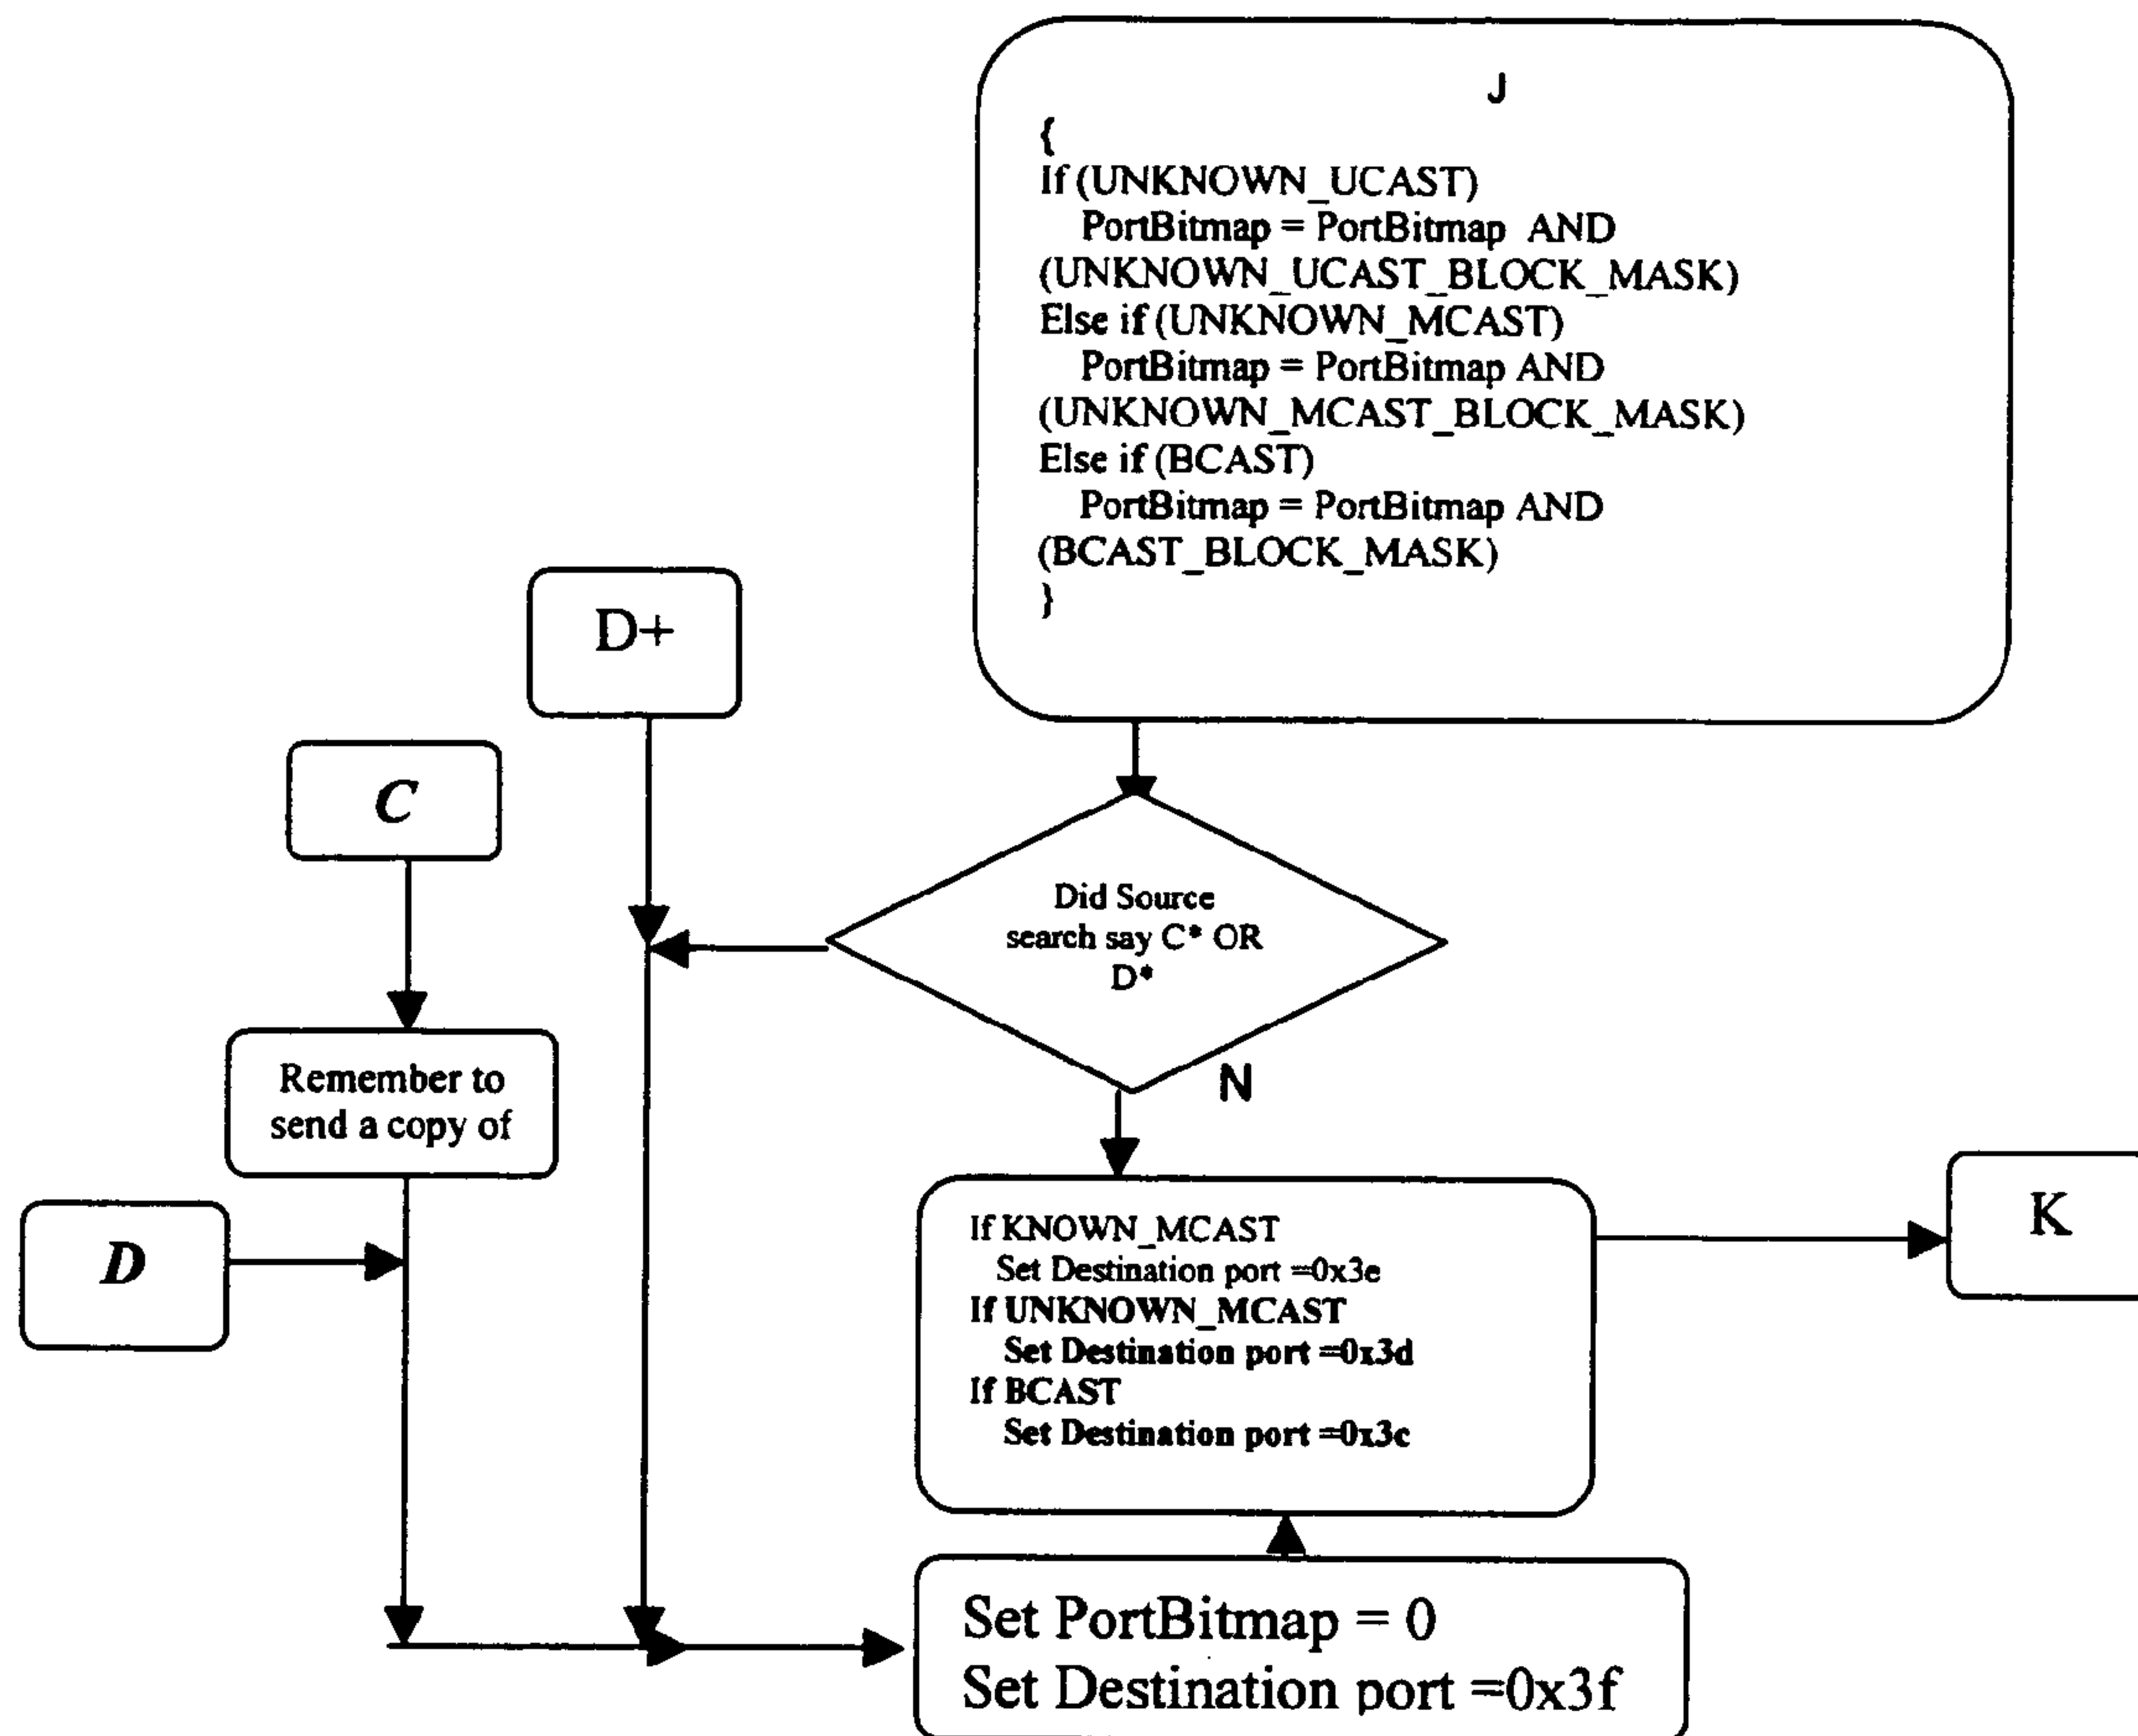 J
{
If (UNKNOWN_UCAST)
PortBitmap = PortBitmap AND
(UNKNOWN_UCAST_BLOCK_MASK)
Else if (UNKNOWN_MCAST)
PortBitmap = PortBitmap AND
(UNKNOWN_MCAST_BLOCK_MASK)
Else if (BCAST)
PortBitmap = PortBitmap AND
(BCAST_BLOCK_MASK)
}
D+
C
Did Source
search say C* OR
D*
N
Remember to
send a copy of
D
If KNOWN_MCAST
Set Destination port =0x3e
If UNKNOWN_MCAST
Set Destination port =0x3d
If BCAST
Set Destination port =0x3c
K
Set PortBitmap = 0
Set Destination port =0x3f